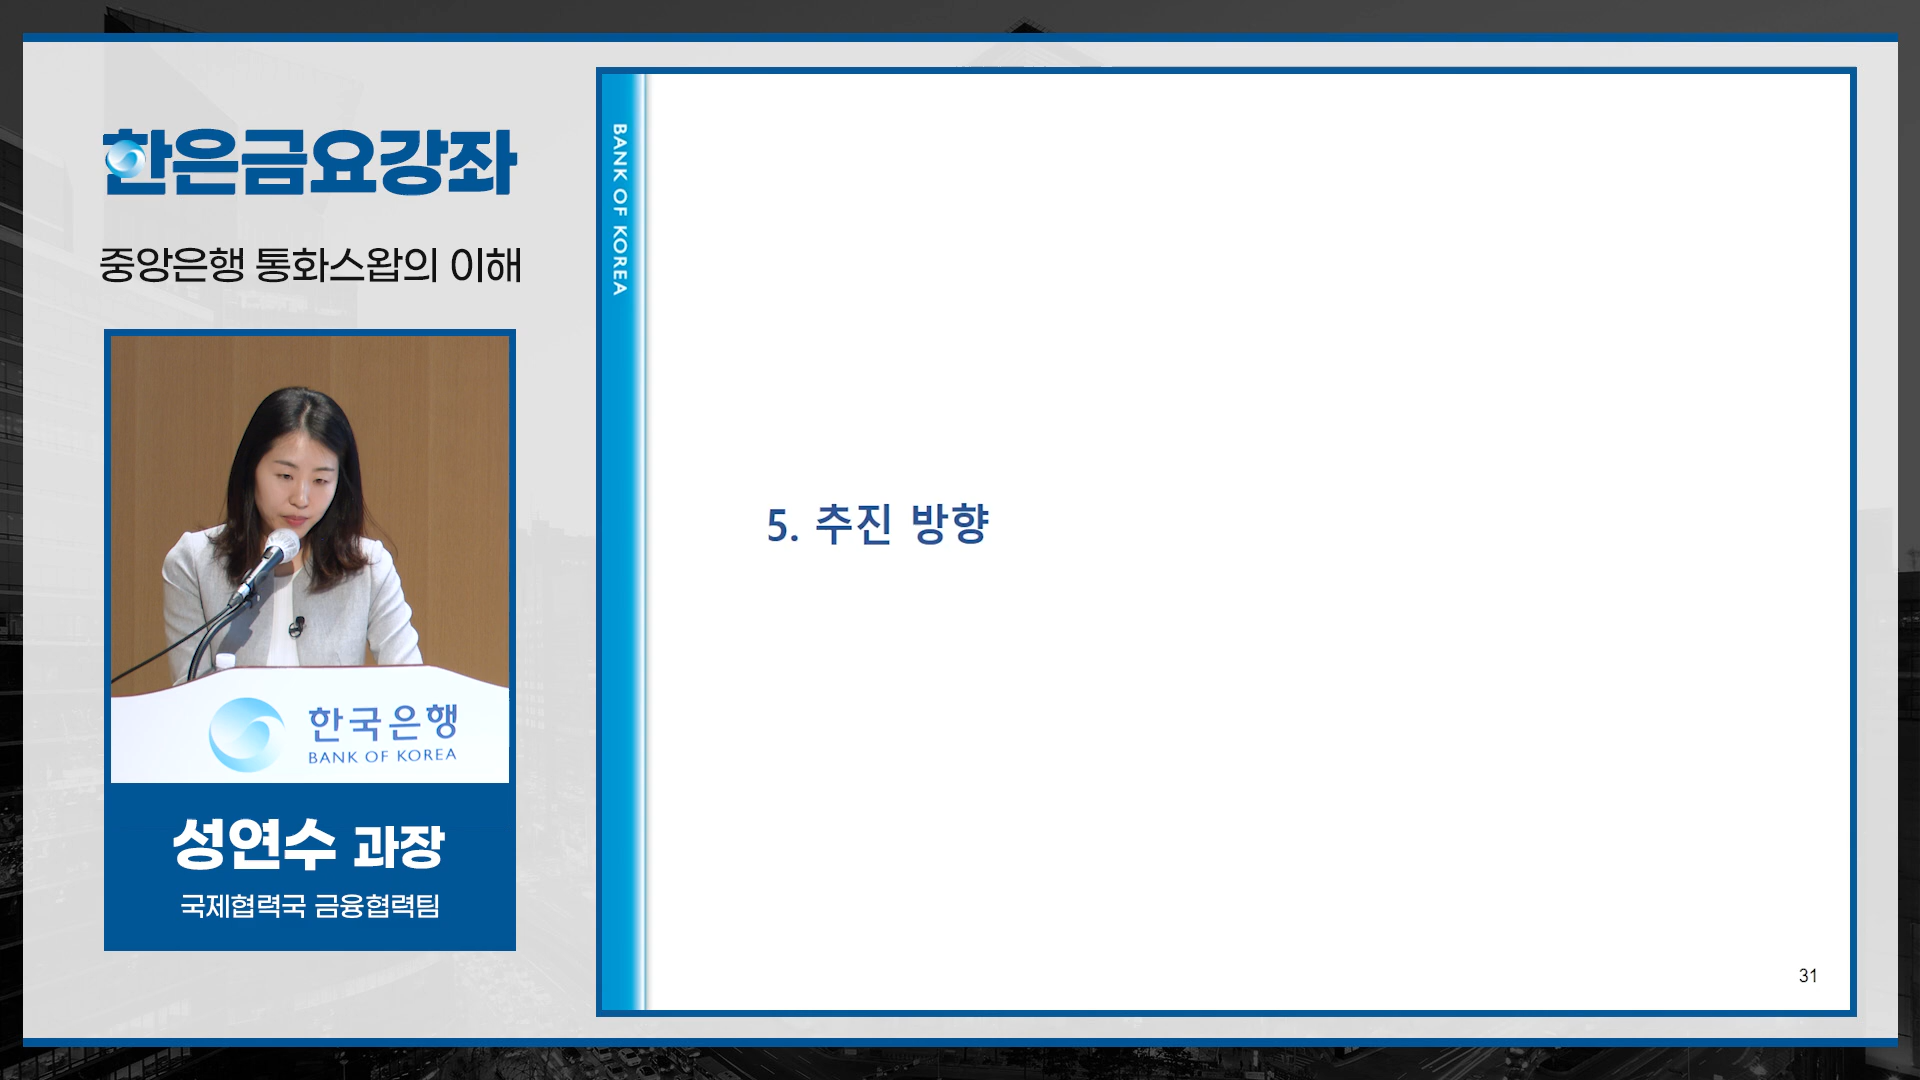 한은금요강좌
중앙은행 통화스왑의 이해
한국은행
BANK OF KOREA
성연수 과장
국제협력국 금융협력팀
BANK OF KOREA
5. 추진 방향
31